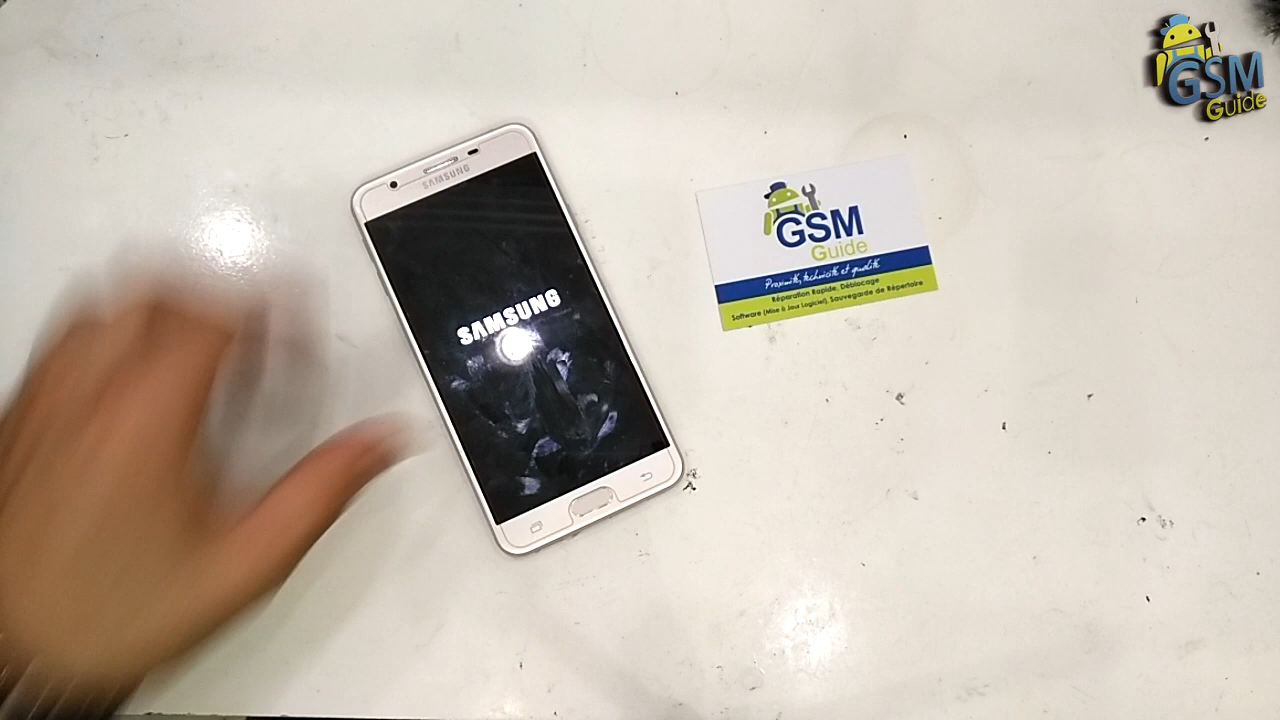 GSM
Guide
SAMSUNG
SAMSUNG
GSM
Guide
Proximité, technicité et qualité
Réparation Rapide, Déblocage
Software (Mise à Jour Logiciel), Sauvegarde de Répertoire